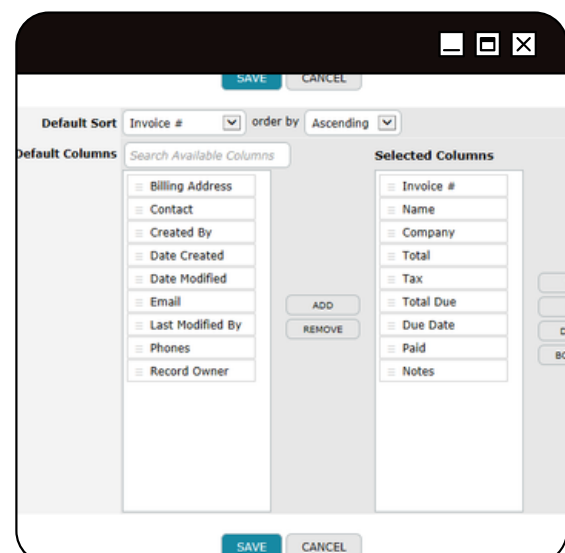 SAVE CANCEL
Default Sort Invoice # order by Ascending
Default Columns Search Available Columns Selected Columns
Billing Address
Contact
Created By
Date Created
Date Modified
Email
Last Modified By
Phones
Record Owner
ADD
REMOVE
Invoice #
Name
Company
Total
Tax
Total Due
Due Date
Paid
Notes
D
BO
SAVE CANCEL